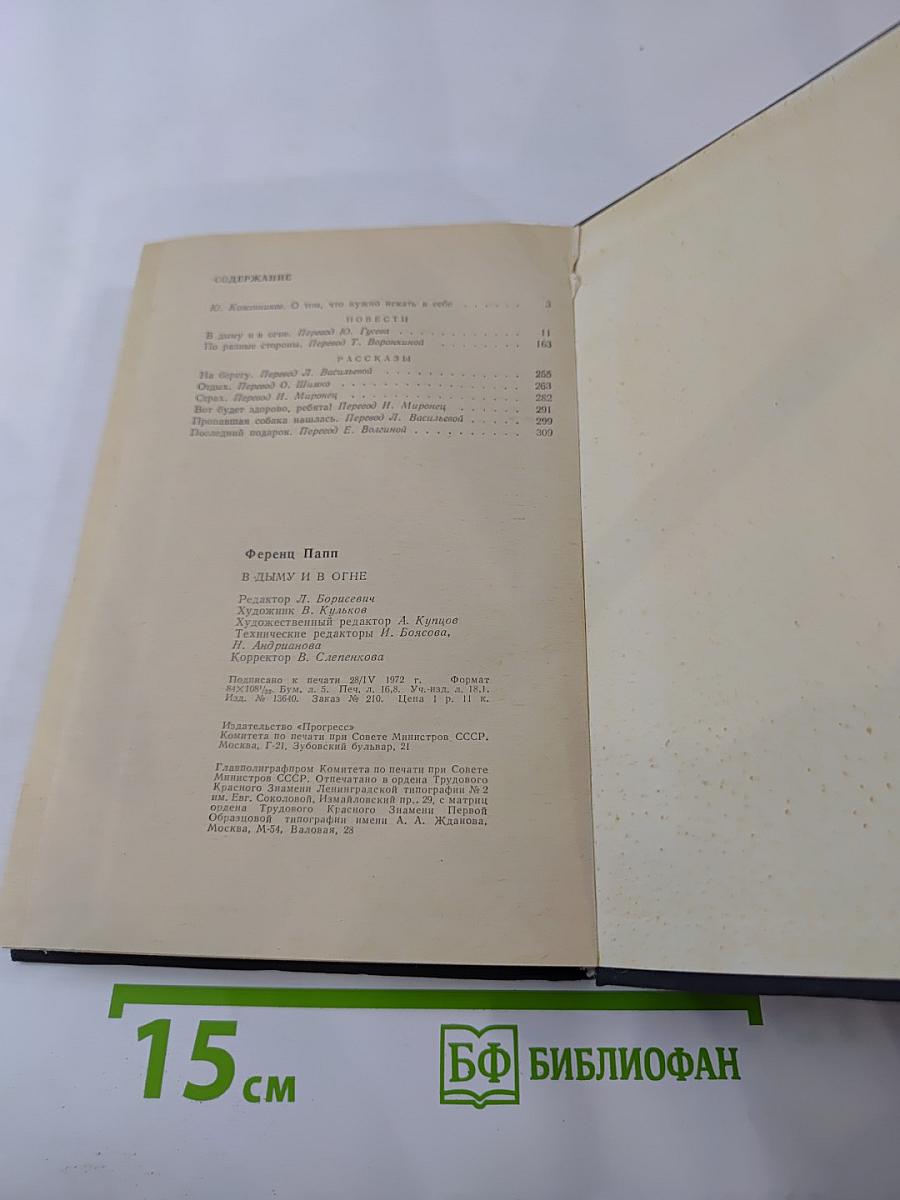 СОДЕРЖАНИЕ
Ю. Кожевников. О том, что нужно искать в себе . . . . . . 3
ПОВЕСТИ
В дыму и в огне. Перевод Ю. Гусева . . . . . . . . . . . 11
По разные стороны. Перевод Т. Воронкиной . . . . . . . 163
РАССКАЗЫ
На берегу. Перевод Л. Васильевой . . . . . . . . . . . . 255
Отдых. Перевод О. Шимко . . . . . . . . . . . . . . . 263
Страх. Перевод И. Миронец . . . . . . . . . . . . . . 282
Вот будет здорово, ребята! Перевод И. Миронец . . . . . . 291
Пропавшая собака нашлась. Перевод Л. Васильевой . . . . . 299
Последний подарок. Перевод Е. Волгиной . . . . . . . . . . 309
Ференц Папп
В ДЫМУ И В ОГНЕ
Редактор Л. Борисевич
Художник В. Кульков
Художественный редактор А. Купцов
Технические редакторы И. Боясова,
Н. Андрианова
Корректор В. Слепенкова
Подписано к печати 28/IV 1972 г. Формат
84×108¹/₃₂. Бум. л. 5. Печ. л. 16,8. Уч.-изд. л. 18,1.
Изд. № 13640. Заказ № 210. Цена 1 р. 11 к.
Издательство «Прогресс»
Комитета по печати при Совете Министров СССР.
Москва, Г-21, Зубовский бульвар, 21
Главполиграфпром Комитета по печати при Совете
Министров СССР. Отпечатано в ордена Трудового
Красного Знамени Ленинградской типографии № 2
им. Евг. Соколовой, Измайловский пр., 29, с матриц
ордена Трудового Красного Знамени Первой
Образцовой типографии имени А. А. Жданова,
Москва, М-54, Валовая, 28
15 см
БФ БИБЛИОФАН